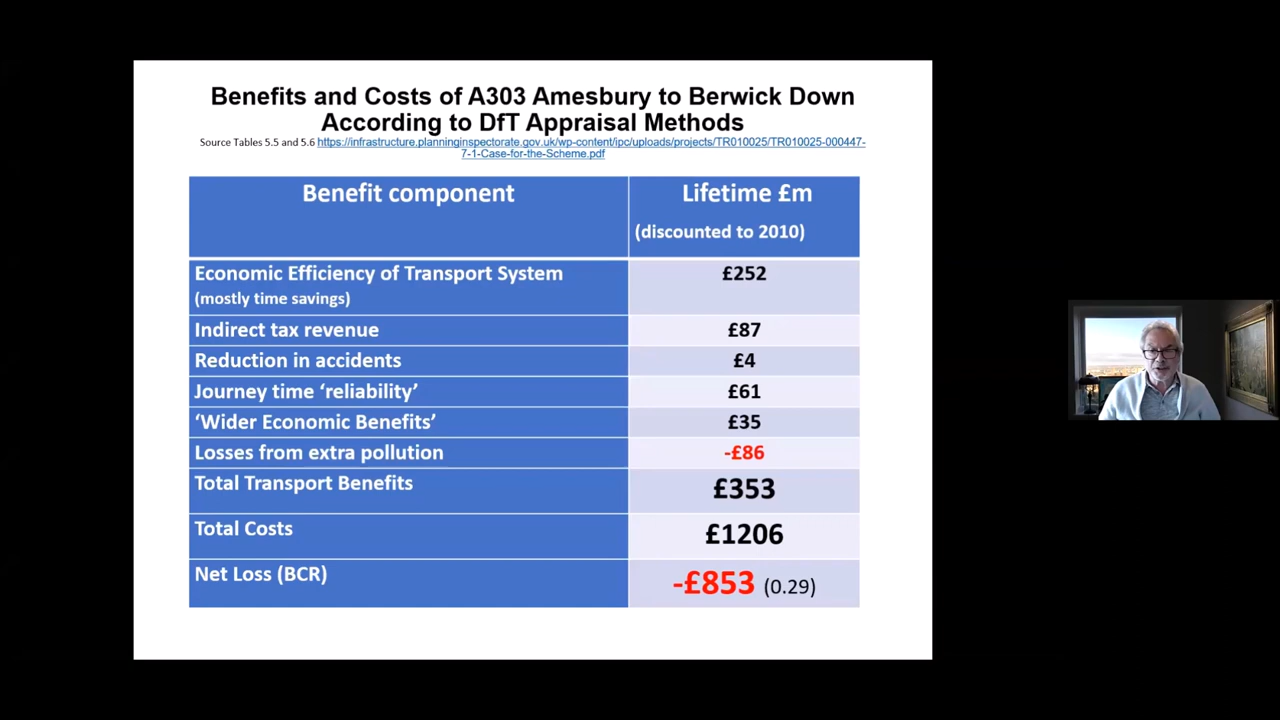 Benefits and Costs of A303 Amesbury to Berwick Down
According to DfT Appraisal Methods
Source Tables 5.5 and 5.6 https://infrastructure.planninginspectorate.gov.uk/wp-content/ipc/uploads/projects/TR010025/TR010025-000447-
7-1-Case-for-the-Scheme.pdf
Benefit component Lifetime £m
(discounted to 2010)
Economic Efficiency of Transport System £252
(mostly time savings)
Indirect tax revenue £87
Reduction in accidents £4
Journey time ‘reliability’ £61
‘Wider Economic Benefits’ £35
Losses from extra pollution -£86
Total Transport Benefits £353
Total Costs £1206
Net Loss (BCR) -£853 (0.29)